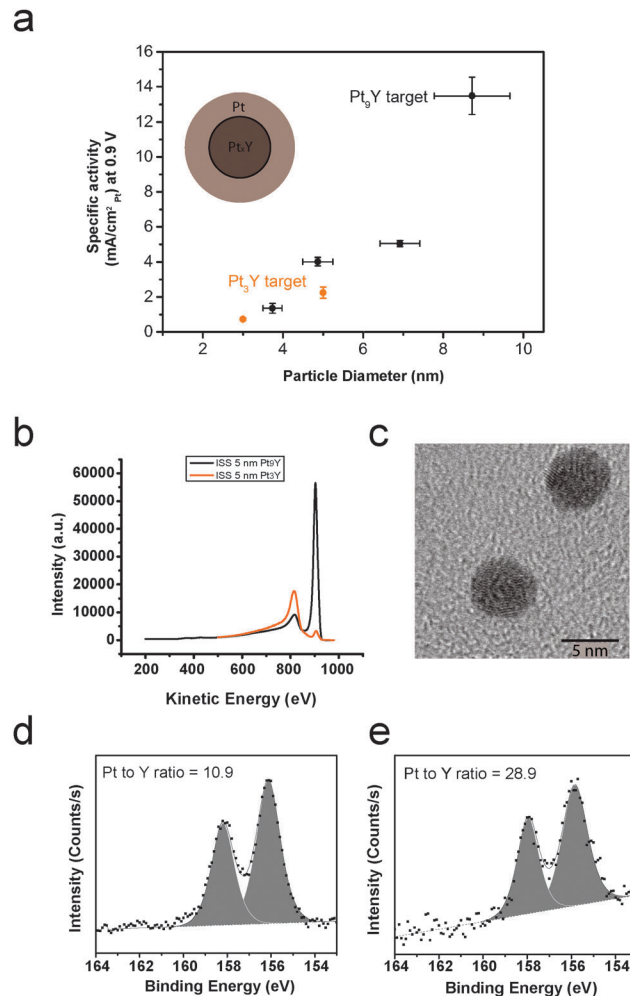 a
16
14
12
10
8
6
4
2
0
Specific activity
(mA/cm²Pt) at 0.9 V
Pt
PtₓY
Pt₉Y target
Pt₃Y target
2 4 6 8 10
Particle Diameter (nm)
b
ISS 5 nm Pt9Y
ISS 5 nm Pt3Y
60000
50000
40000
30000
20000
10000
0
Intensity (a.u.)
200 400 600 800 1000
Kinetic Energy (eV)
c
5 nm
d
Pt to Y ratio = 10.9
Intensity (Counts/s)
164 162 160 158 156 154
Binding Energy (eV)
e
Pt to Y ratio = 28.9
Intensity (Counts/s)
164 162 160 158 156 154
Binding Energy (eV)